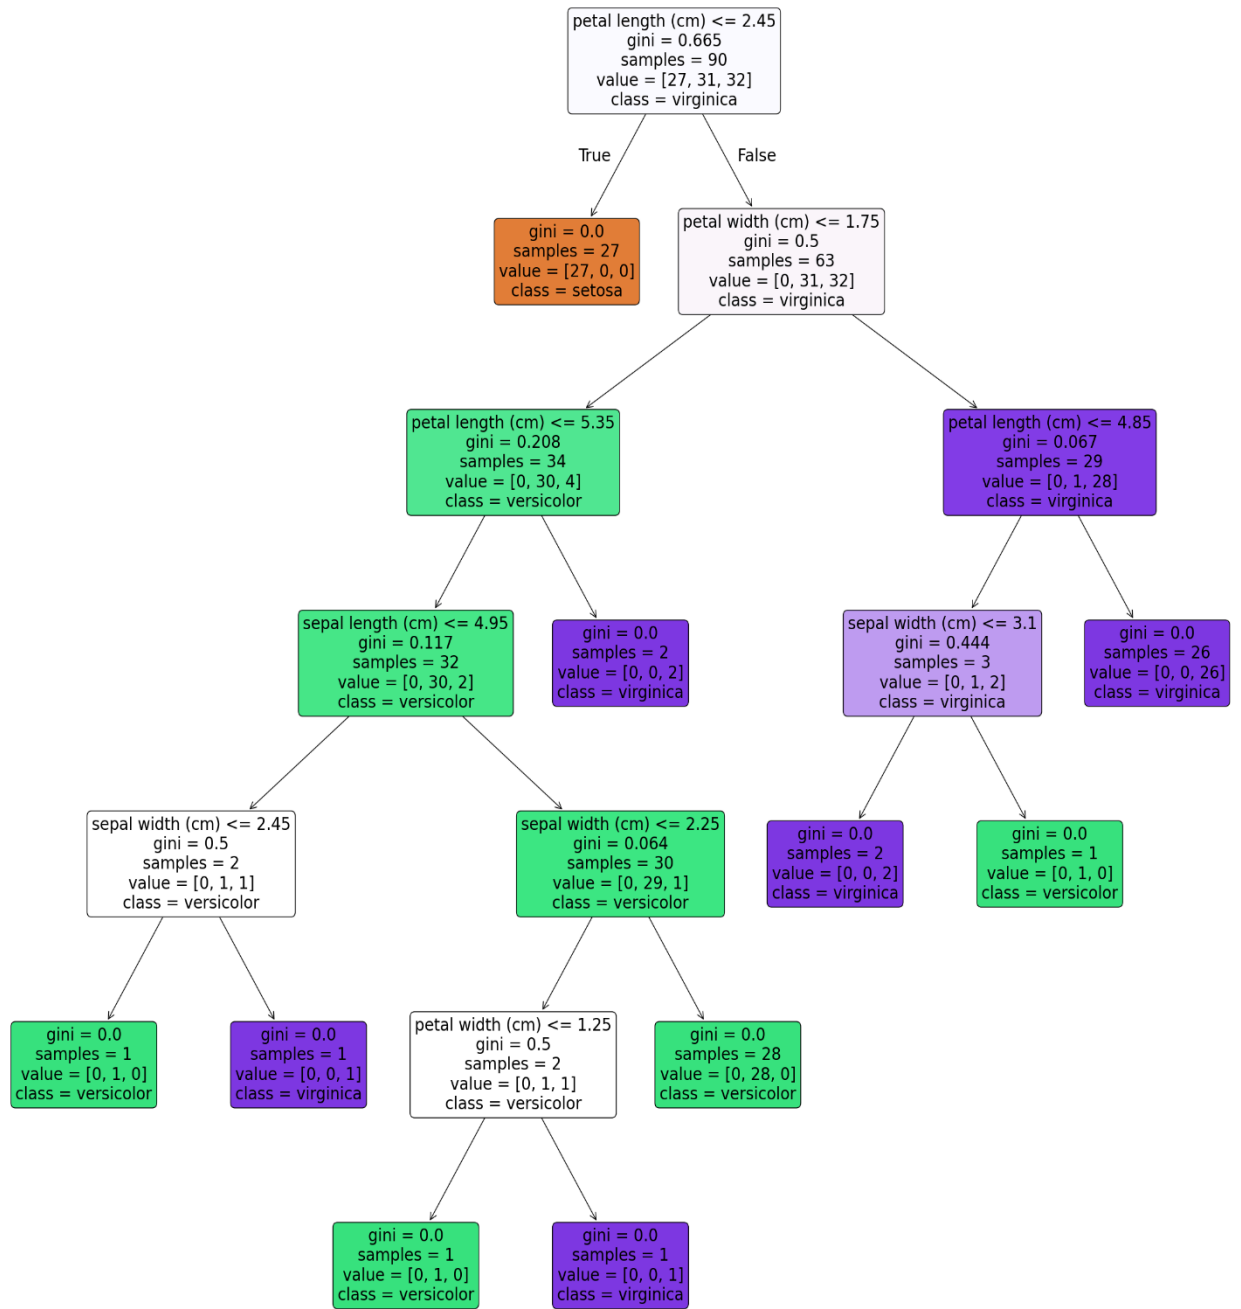 petal length (cm) <= 2.45
gini = 0.665
samples = 90
value = [27, 31, 32]
class = virginica
True
False
gini = 0.0
samples = 27
value = [27, 0, 0]
class = setosa
petal width (cm) <= 1.75
gini = 0.5
samples = 63
value = [0, 31, 32]
class = virginica
petal length (cm) <= 5.35
gini = 0.208
samples = 34
value = [0, 30, 4]
class = versicolor
petal length (cm) <= 4.85
gini = 0.067
samples = 29
value = [0, 1, 28]
class = virginica
sepal length (cm) <= 4.95
gini = 0.117
samples = 32
value = [0, 30, 2]
class = versicolor
gini = 0.0
samples = 2
value = [0, 0, 2]
class = virginica
sepal width (cm) <= 3.1
gini = 0.444
samples = 3
value = [0, 1, 2]
class = virginica
gini = 0.0
samples = 26
value = [0, 0, 26]
class = virginica
sepal width (cm) <= 2.45
gini = 0.5
samples = 2
value = [0, 1, 1]
class = versicolor
sepal width (cm) <= 2.25
gini = 0.064
samples = 30
value = [0, 29, 1]
class = versicolor
gini = 0.0
samples = 2
value = [0, 0, 2]
class = virginica
gini = 0.0
samples = 1
value = [0, 1, 0]
class = versicolor
gini = 0.0
samples = 1
value = [0, 1, 0]
class = versicolor
gini = 0.0
samples = 1
value = [0, 0, 1]
class = virginica
petal width (cm) <= 1.25
gini = 0.5
samples = 2
value = [0, 1, 1]
class = versicolor
gini = 0.0
samples = 28
value = [0, 28, 0]
class = versicolor
gini = 0.0
samples = 1
value = [0, 1, 0]
class = versicolor
gini = 0.0
samples = 1
value = [0, 0, 1]
class = virginica